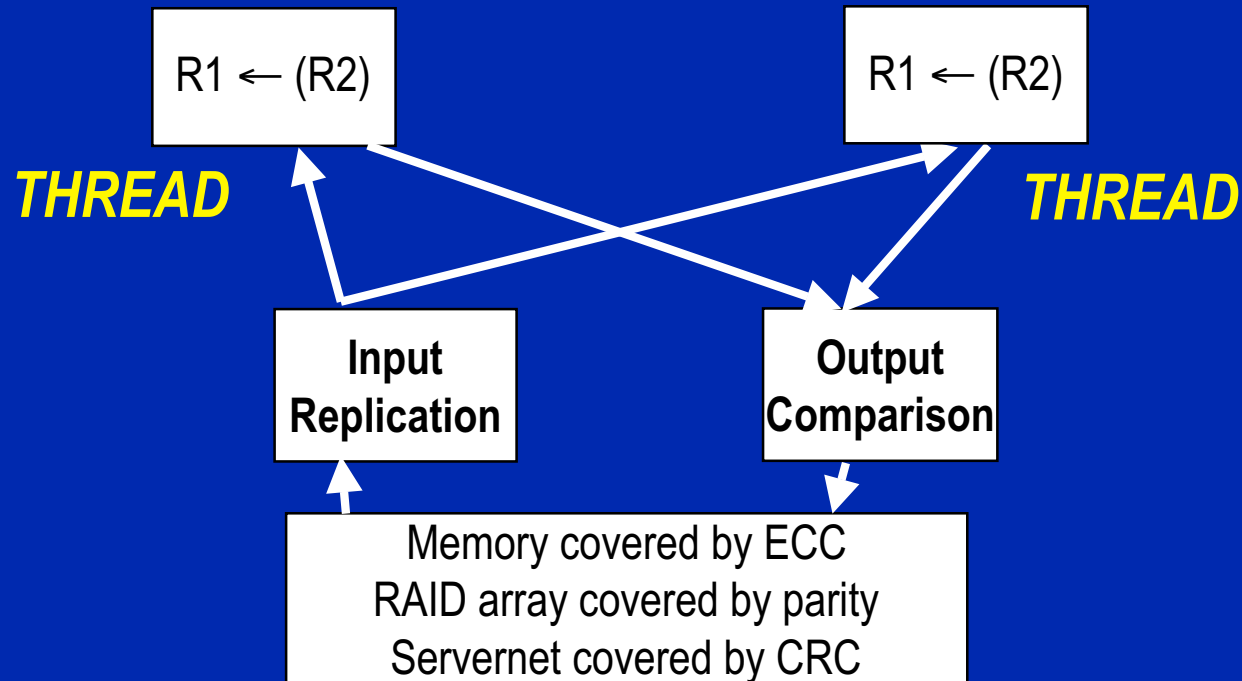 R1 ← (R2)
R1 ← (R2)
THREAD
THREAD
Input
Replication
Output
Comparison
Memory covered by ECC
RAID array covered by parity
Servernet covered by CRC